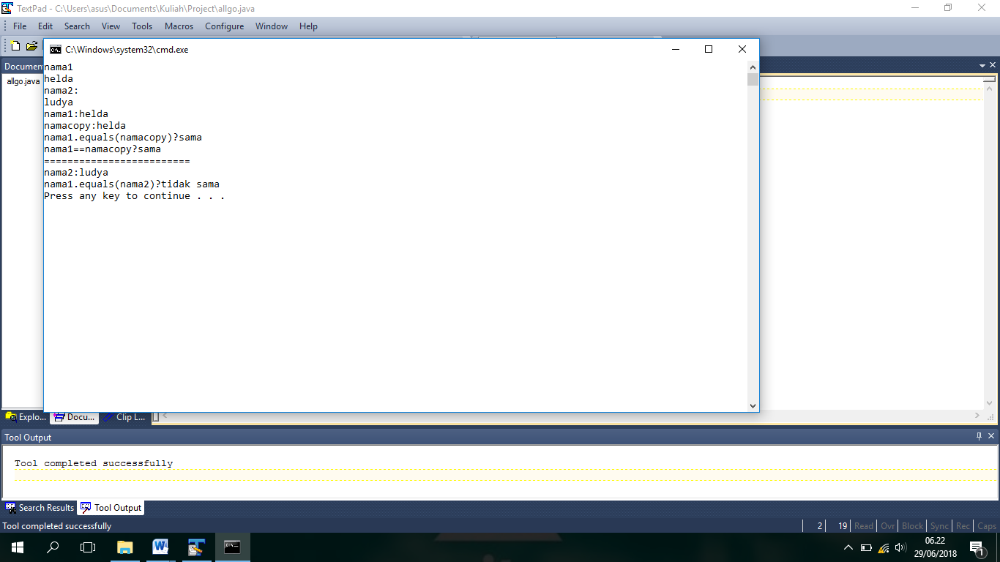 TextPad - C:\Users\asus\Documents\Kuliah\Project\allgo.java
File Edit Search View Tools Macros Configure Window Help
C:\Windows\system32\cmd.exe
Documen
allgo.java
nama1
helda
nama2:
ludya
nama1:helda
namacopy:helda
nama1.equals(namacopy)?sama
nama1==namacopy?sama
=========================
nama2:ludya
nama1.equals(nama2)?tidak sama
Press any key to continue . . .
Explo... Docu... Clip L...
Tool Output
Tool completed successfully
Search Results Tool Output
Tool completed successfully 2 19 Read Ovr Block Sync Rec Caps
06.22
29/06/2018
1